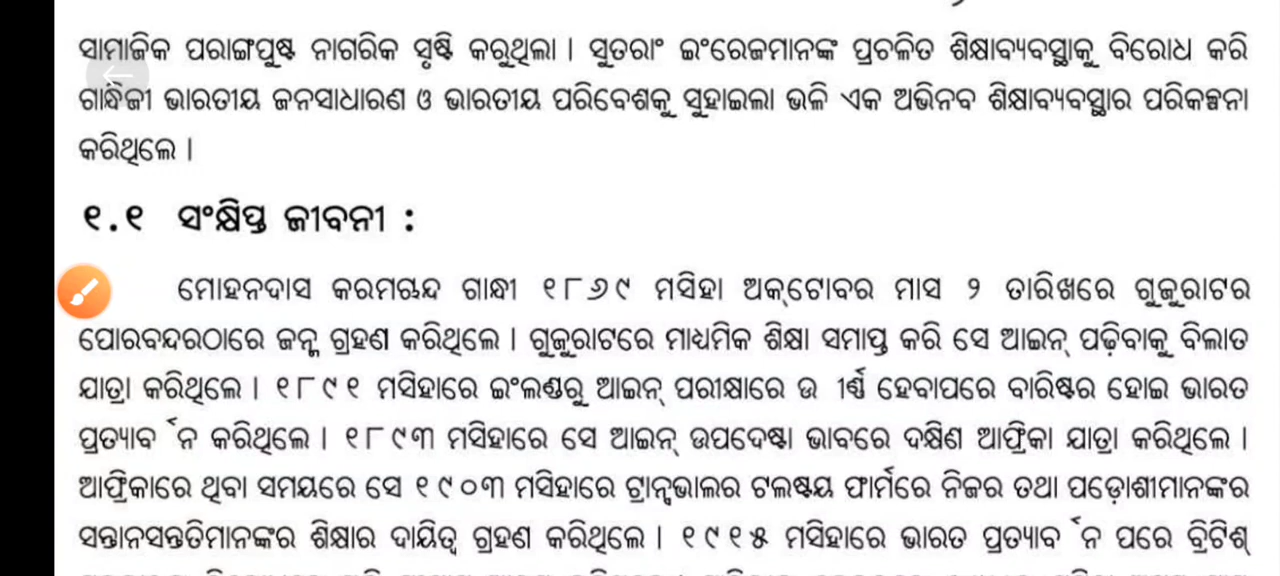 ସାମାଜିକ ପରାଙ୍ଗପୁଷ୍ଟ ନାଗରିକ ସୃଷ୍ଟି କରୁଥିଲା । ସୁତରାଂ ଇଂରେଜମାନଙ୍କ ପ୍ରଚଳିତ ଶିକ୍ଷାବ୍ୟବସ୍ଥାକୁ ବିରୋଧ କରି
ଗାନ୍ଧିଜୀ ଭାରତୀୟ ଜନସାଧାରଣ ଓ ଭାରତୀୟ ପରିବେଶକୁ ସୁହାଇଲା ଭଳି ଏକ ଅଭିନବ ଶିକ୍ଷାବ୍ୟବସ୍ଥାର ପରିକଳ୍ପନା
କରିଥିଲେ ।
୧.୧ ସଂକ୍ଷିପ୍ତ ଜୀବନୀ :
ମୋହନଦାସ କରମଚ୍ଚନ୍ଦ ଗାନ୍ଧୀ ୧୮୬୯ ମସିହା ଅକ୍ଟୋବର ମାସ ୨ ତାରିଖରେ ଗୁଜୁରାଟର
ପୋରବନ୍ଦରଠାରେ ଜନ୍ମ ଗ୍ରହଣ କରିଥିଲେ । ଗୁଜୁରାଟରେ ମାଧ୍ୟମିକ ଶିକ୍ଷା ସମାପ୍ତ କରି ସେ ଆଇନ୍ ପଢ଼ିବାକୁ ବିଲାତ
ଯାତ୍ରା କରିଥିଲେ । ୧୮୯୧ ମସିହାରେ ଇଂଲଣ୍ଡରୁ ଆଇନ୍ ପରୀକ୍ଷାରେ ଉ ୀର୍ଣ୍ଣ ହେବାପରେ ବାରିଷ୍ଟର ହୋଇ ଭାରତ
ପ୍ରତ୍ୟାବ ର୍ନ କରିଥିଲେ । ୧୮୯୩ ମସିହାରେ ସେ ଆଇନ୍ ଉପଦେଷ୍ଟା ଭାବରେ ଦକ୍ଷିଣ ଆଫ୍ରିକା ଯାତ୍ରା କରିଥିଲେ ।
ଆଫ୍ରିକାରେ ଥିବା ସମୟରେ ସେ ୧୯୦୩ ମସିହାରେ ଟ୍ରାନ୍ସଭାଲର ଟଲଷ୍ଟୟ ଫାର୍ମରେ ନିଜର ତଥା ପଡ଼ୋଶୀମାନଙ୍କର
ସନ୍ତାନସନ୍ତତିମାନଙ୍କର ଶିକ୍ଷାର ଦାୟିତ୍ୱ ଗ୍ରହଣ କରିଥିଲେ । ୧୯୧୫ ମସିହାରେ ଭାରତ ପ୍ରତ୍ୟାବ ର୍ନ ପରେ ବ୍ରିଟିଶ୍